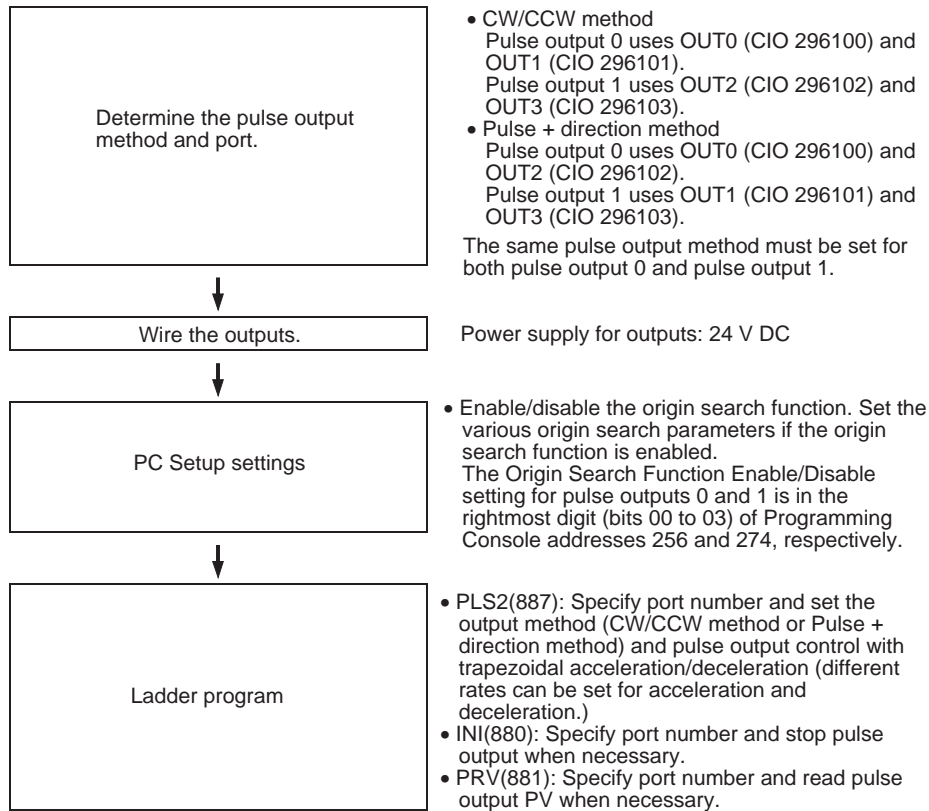 Determine the pulse output
method and port.
• CW/CCW method
Pulse output 0 uses OUT0 (CIO 296100) and
OUT1 (CIO 296101).
Pulse output 1 uses OUT2 (CIO 296102) and
OUT3 (CIO 296103).
• Pulse + direction method
Pulse output 0 uses OUT0 (CIO 296100) and
OUT2 (CIO 296102).
Pulse output 1 uses OUT1 (CIO 296101) and
OUT3 (CIO 296103).
The same pulse output method must be set for
both pulse output 0 and pulse output 1.
Wire the outputs.
Power supply for outputs: 24 V DC
PC Setup settings
• Enable/disable the origin search function. Set the
various origin search parameters if the origin
search function is enabled.
The Origin Search Function Enable/Disable
setting for pulse outputs 0 and 1 is in the
rightmost digit (bits 00 to 03) of Programming
Console addresses 256 and 274, respectively.
Ladder program
• PLS2(887): Specify port number and set the
output method (CW/CCW method or Pulse +
direction method) and pulse output control with
trapezoidal acceleration/deceleration (different
rates can be set for acceleration and
deceleration.)
• INI(880): Specify port number and stop pulse
output when necessary.
• PRV(881): Specify port number and read pulse
output PV when necessary.